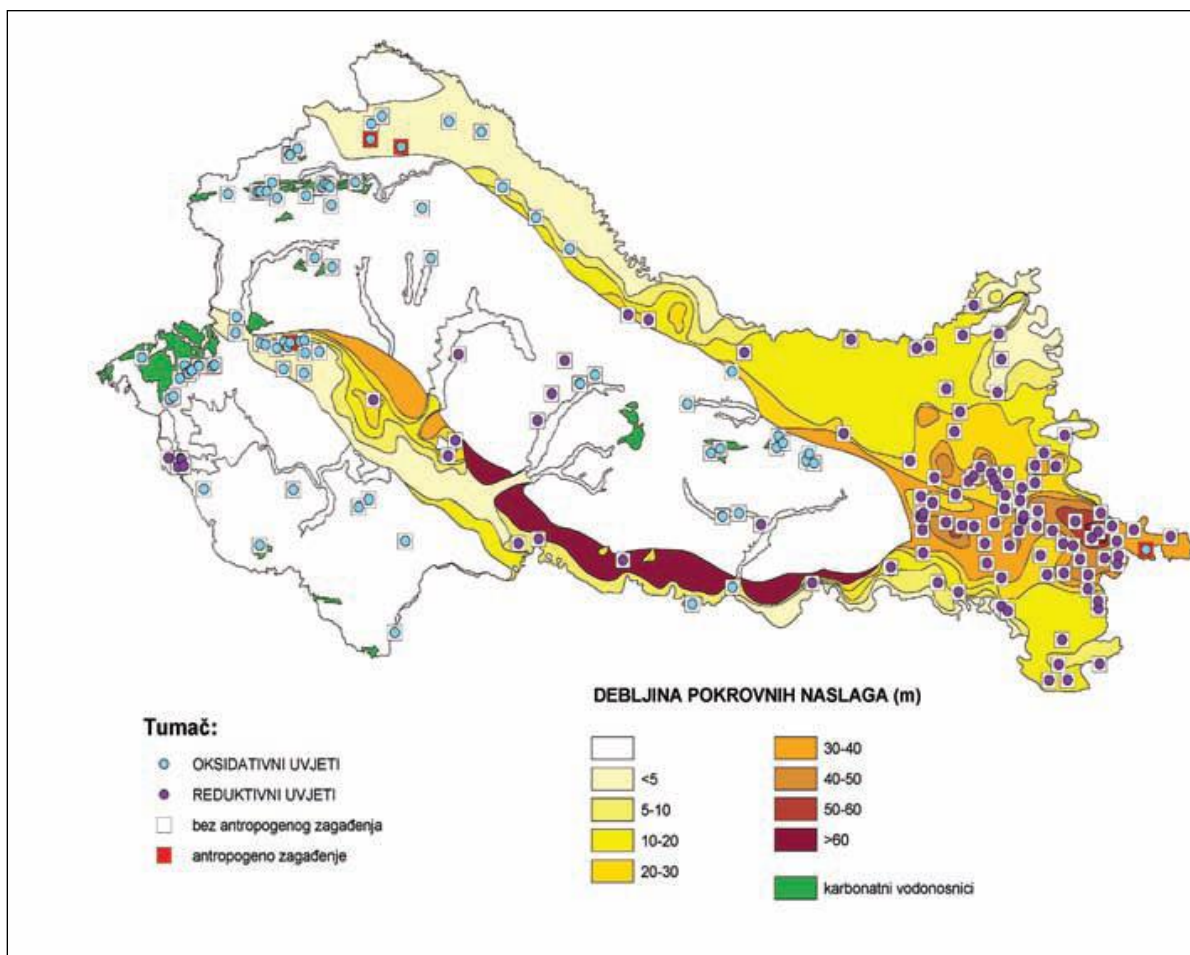 DEBLJINA POKROVNIH NASLAGA (m)
Tumač:
OKSIDATIVNI UVJETI
REDUKTIVNI UVJETI
bez antropogenog zagađenja
antropogeno zagađenje
<5
5-10
10-20
20-30
30-40
40-50
50-60
>60
karbonatni vodonosnici